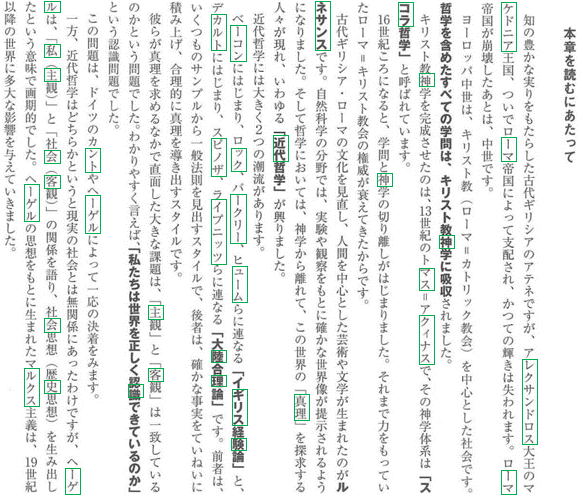 本章を読むにあたって
知の豊かな実りをもたらした古代ギリシアのアテネですが、アレクサンドロス大王のマ
ケドニア王国、ついでローマ帝国によって支配され、かつての輝きは失われます。ローマ
帝国が崩壊したあとは、中世です。
ヨーロッパ中世は、キリスト教（ローマ＝カトリック教会）を中心とした社会です。
哲学を含めたすべての学問は、キリスト教神学に吸収されました。
キリスト教神学を完成させたのは、13世紀のトマス＝アクィナスで、その神学体系は「ス
コラ哲学」と呼ばれています。
16世紀ころになると、学問と神学の切り離しがはじまりました。それまで力をもってい
たローマ＝キリスト教会の権威が衰えてきたからです。
古代ギリシア、ローマの文化を見直し、人間を中心とした芸術や文学が生まれたのがル
ネサンスです。自然科学の分野では、実験や観察をもとに確かな世界像が提示されるよう
になりました。そして哲学においては、神学から離れて、この世界の「真理」を探求する
人々が現れ、いわゆる「近代哲学」が興りました。
近代哲学には大きく２つの潮流があります。
ベーコンにはじまり、ロック、バークリー、ヒュームらに連なる「イギリス経験論」と、
デカルトにはじまり、スピノザ、ライプニッツらに連なる「大陸合理論」です。前者は、
いくつものサンプルから一般法則を見出すスタイルで、後者は、確かな事実をていねいに
積み上げ、合理的に真理を導き出すスタイルです。
彼らが真理を求めるなかで直面した大きな課題は、「主観」と「客観」は一致している
のかという問題でした。わかりやすく言えば、「私たちは世界を正しく認識できているのか」
という認識問題でした。
この問題は、ドイツのカントやヘーゲルによって一応の決着をみます。
一方、近代哲学はどちらかというと現実の社会とは無関係にあったわけですが、ヘーゲ
ルは、「私（主観）」と「社会（客観）」の関係を語り、社会思想（歴史思想）を生み出し
たという意味で画期的でした。ヘーゲルの思想をもとに生まれたマルクス主義は、19世紀
以降の世界に多大な影響を与えていきました。